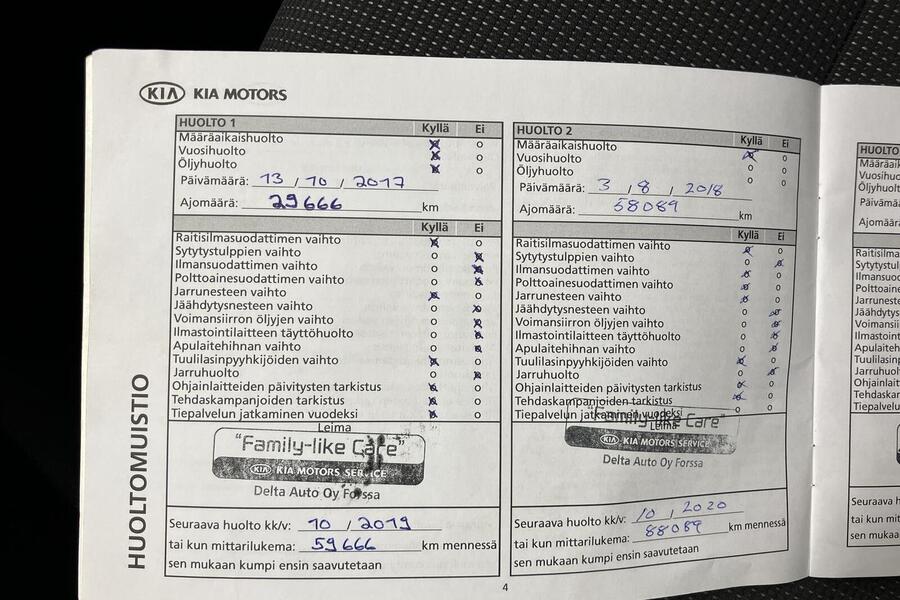 KIA KIA MOTORS
HUOLTO 1 Kyllä Ei
Määräaikaishuolto
Vuosihuolto
Öljyhuolto
Päivämäärä: 13 / 10 / 2017
Ajomäärä: 29666 km
Kyllä Ei
Raitisilmasuodattimen vaihto
Sytytystulppien vaihto
Ilmansuodattimen vaihto
Polttoainesuodattimen vaihto
Jarrunesteen vaihto
Jäähdytysnesteen vaihto
Voimansiirron öljyjen vaihto
Ilmastointilaitteen täyttöhuolto
Apulaitehihnan vaihto
Tuulilasinpyyhkijöiden vaihto
Jarruhuolto
Ohjainlaitteiden päivitysten tarkistus
Tehdaskampanjoiden tarkistus
Tiepalvelun jatkaminen vuodeksi
Leima
"Family-like Care"
KIA KIA MOTORS SERVICE
Delta Auto Oy Forssa
Seuraava huolto kk/v: 10 / 2019
tai kun mittarilukema: 59666 km mennessä
sen mukaan kumpi ensin saavutetaan
HUOLTO 2 Kyllä Ei
Määräaikaishuolto
Vuosihuolto
Öljyhuolto
Päivämäärä: 3 / 8 / 2018
Ajomäärä: 58089 km
Kyllä Ei
Raitisilmasuodattimen vaihto
Sytytystulppien vaihto
Ilmansuodattimen vaihto
Polttoainesuodattimen vaihto
Jarrunesteen vaihto
Jäähdytysnesteen vaihto
Voimansiirron öljyjen vaihto
Ilmastointilaitteen täyttöhuolto
Apulaitehihnan vaihto
Tuulilasinpyyhkijöiden vaihto
Jarruhuolto
Ohjainlaitteiden päivitysten tarkistus
Tehdaskampanjoiden tarkistus
Tiepalvelun jatkaminen vuodeksi
Leima
"Family-like Care"
KIA KIA MOTORS SERVICE
Delta Auto Oy Forssa
Seuraava huolto kk/v: 10 / 2020
tai kun mittarilukema: 88089 km mennessä
sen mukaan kumpi ensin saavutetaan
HUOLTOMUISTIO
4
HUOLTO